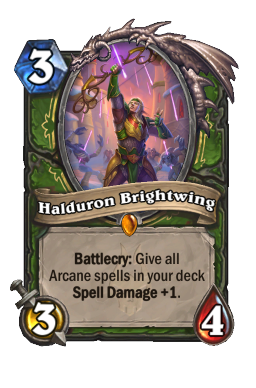 3
Halduron Brightwing
Battlecry: Give all
Arcane spells in your deck
Spell Damage +1.
3
4